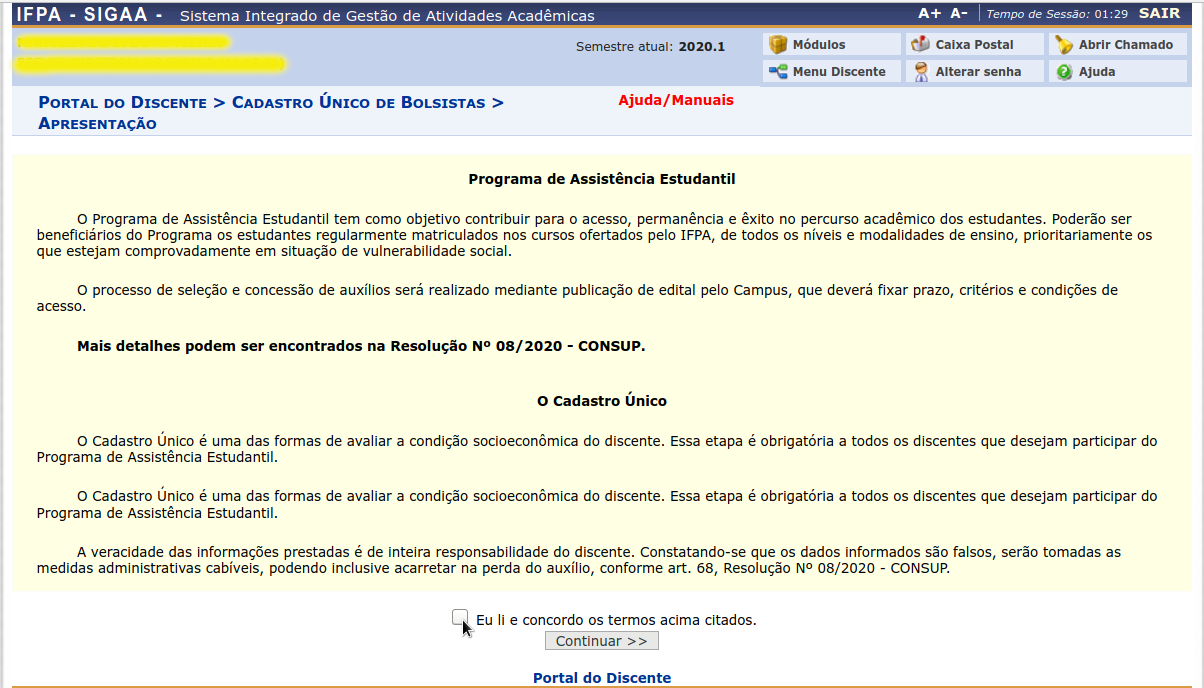 IFPA - SIGAA - Sistema Integrado de Gestão de Atividades Acadêmicas
A+ A- Tempo de Sessão: 01:29 SAIR
Semestre atual: 2020.1
Módulos Caixa Postal Abrir Chamado
Menu Discente Alterar senha Ajuda
Portal do Discente > Cadastro Único de Bolsistas >
Apresentação
Ajuda/Manuais
Programa de Assistência Estudantil
O Programa de Assistência Estudantil tem como objetivo contribuir para o acesso, permanência e êxito no percurso acadêmico dos estudantes. Poderão ser
beneficiários do Programa os estudantes regularmente matriculados nos cursos ofertados pelo IFPA, de todos os níveis e modalidades de ensino, prioritariamente os
que estejam comprovadamente em situação de vulnerabilidade social.
O processo de seleção e concessão de auxílios será realizado mediante publicação de edital pelo Campus, que deverá fixar prazo, critérios e condições de
acesso.
Mais detalhes podem ser encontrados na Resolução Nº 08/2020 - CONSUP.
O Cadastro Único
O Cadastro Único é uma das formas de avaliar a condição socioeconômica do discente. Essa etapa é obrigatória a todos os discentes que desejam participar do
Programa de Assistência Estudantil.
O Cadastro Único é uma das formas de avaliar a condição socioeconômica do discente. Essa etapa é obrigatória a todos os discentes que desejam participar do
Programa de Assistência Estudantil.
A veracidade das informações prestadas é de inteira responsabilidade do discente. Constatando-se que os dados informados são falsos, serão tomadas as
medidas administrativas cabíveis, podendo inclusive acarretar na perda do auxílio, conforme art. 68, Resolução Nº 08/2020 - CONSUP.
Eu li e concordo os termos acima citados.
Continuar >>
Portal do Discente